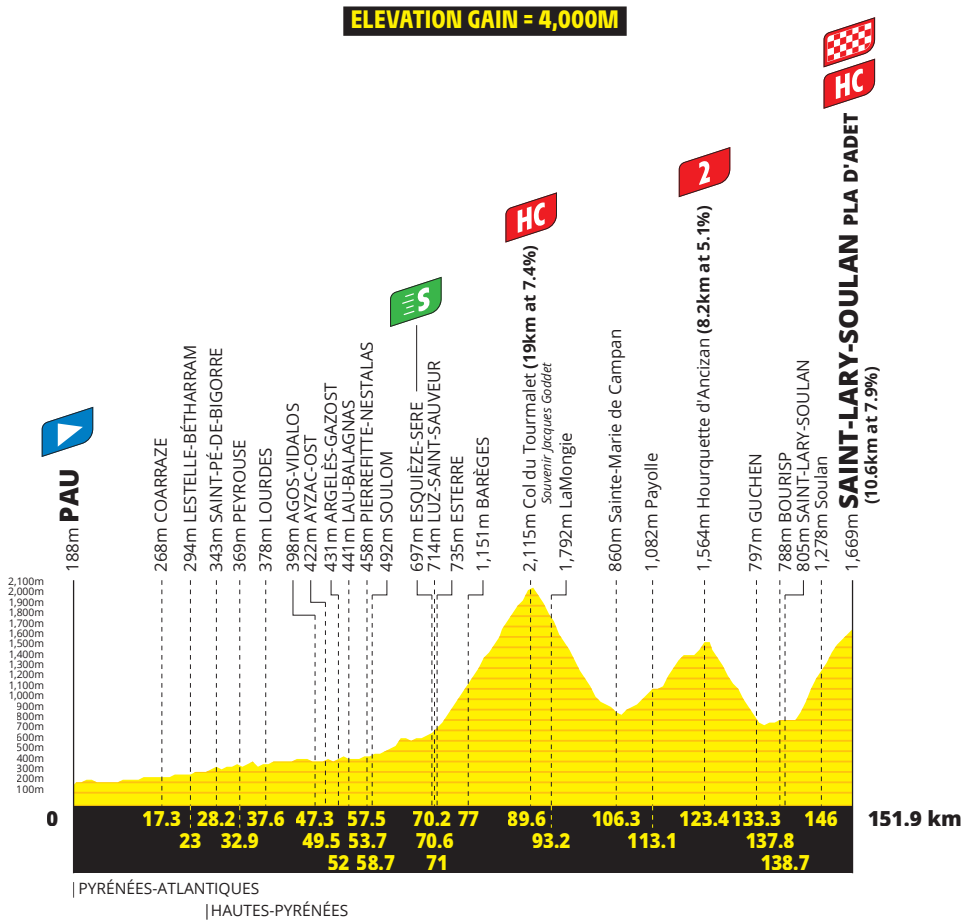 ELEVATION GAIN = 4,000M
HC
2
HC
S
188m PAU
268m COARRAZE
294m LESTELLE-BÉTHARRAM
343m SAINT-PÉ-DE-BIGORRE
369m PEYROUSE
378m LOURDES
398m AGOS-VIDALOS
422m AYZAC-OST
431m ARGELÈS-GAZOST
441m LAU-BALAGNAS
458m PIERREFITTE-NESTALAS
492m SOULOM
697m ESQUIÈZE-SERE
714m LUZ-SAINT-SAUVEUR
735m ESTERRE
1,151m BARÈGES
2,115m Col du Tourmalet (19km at 7.4%)
Souvenir Jacques Goddet
1,792m LaMongie
860m Sainte-Marie de Campan
1,082m Payolle
1,564m Hourquette d'Ancizan (8.2km at 5.1%)
797m GUCHEN
788m BOURISP
805m SAINT-LARY-SOULAN
1,278m Soulan
1,669m SAINT-LARY-SOULAN PLA D'ADET
(10.6km at 7.9%)
2,100m
2,000m
1,900m
1,800m
1,700m
1,600m
1,500m
1,400m
1,300m
1,200m
1,100m
1,000m
900m
800m
700m
600m
500m
400m
300m
200m
100m
0 17.3 28.2 37.6 47.3 57.5 70.2 77 89.6 106.3 123.4 133.3 146 151.9 km
23 32.9 49.5 53.7 70.6 93.2 113.1 137.8
52 58.7 71 138.7
PYRÉNÉES-ATLANTIQUES
HAUTES-PYRÉNÉES